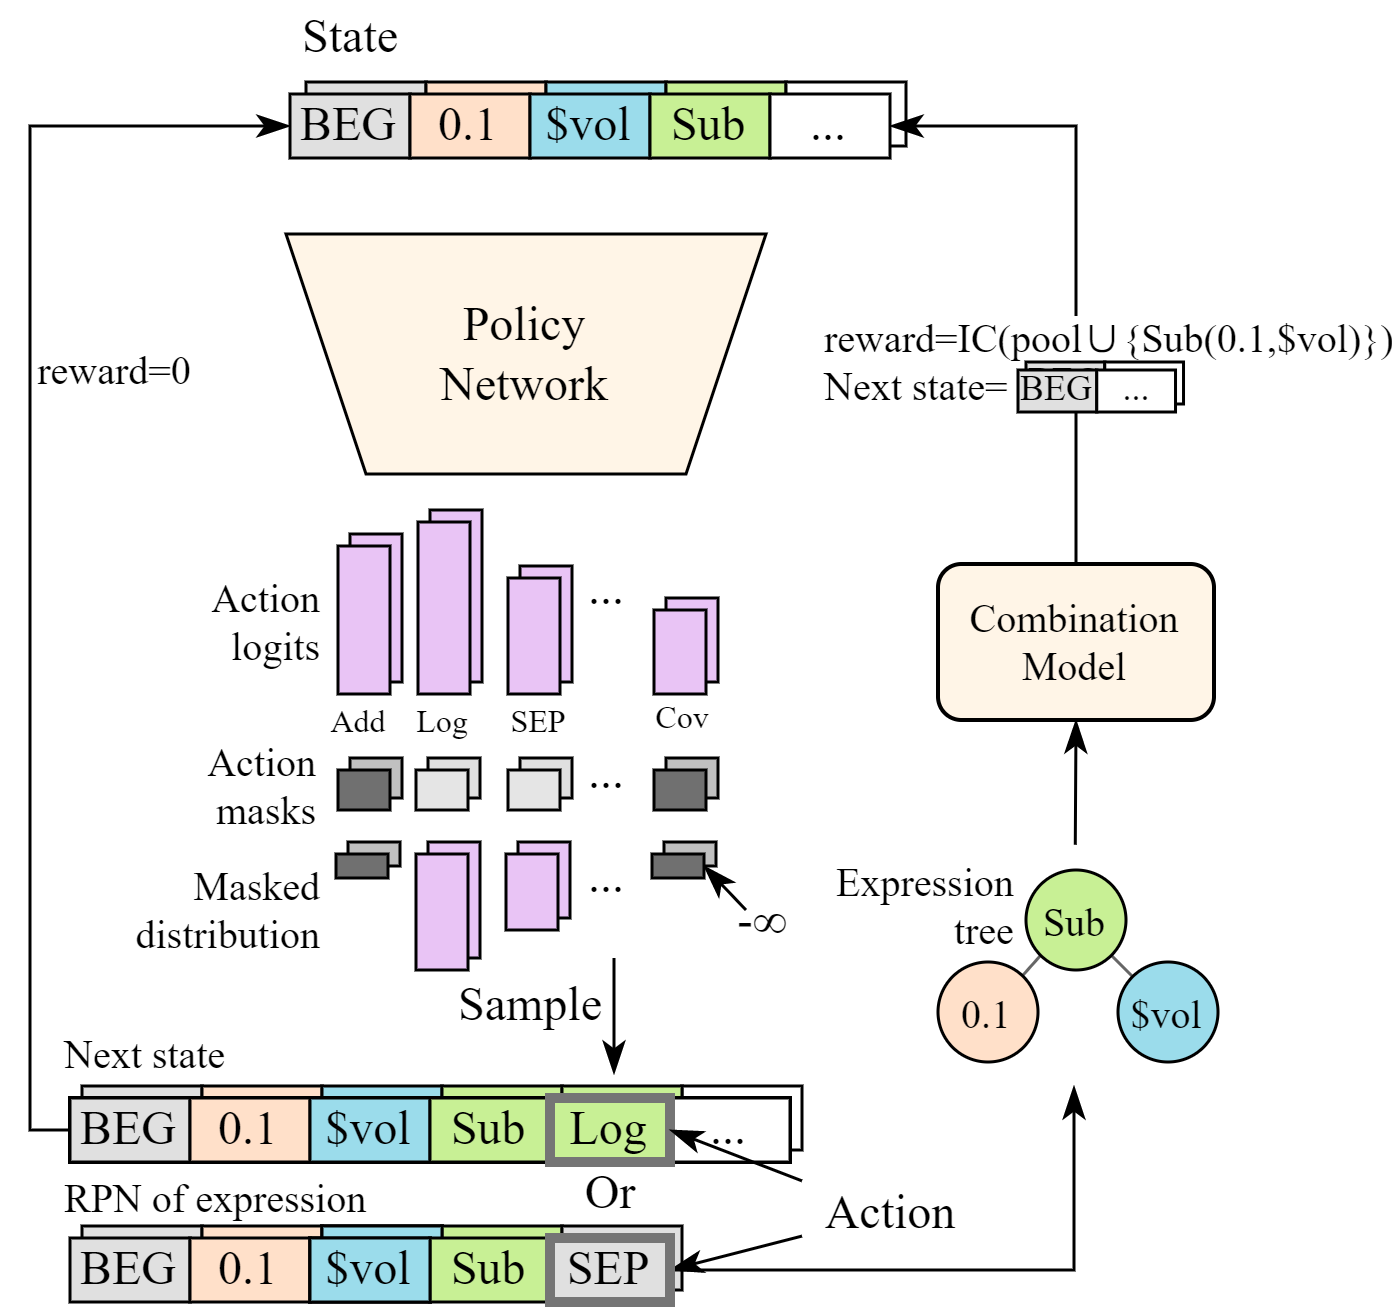 State
BEG 0.1 $vol Sub ...
Policy
Network
reward=0
reward=IC(pool∪{Sub(0.1,$vol)})
Next state= BEG ...
Action
logits
...
Add Log SEP Cov
Action
masks
...
Masked
distribution
...
-∞
Combination
Model
Expression
tree
Sub
0.1 $vol
Sample
Next state
BEG 0.1 $vol Sub Log ...
Or
RPN of expression
BEG 0.1 $vol Sub SEP
Action